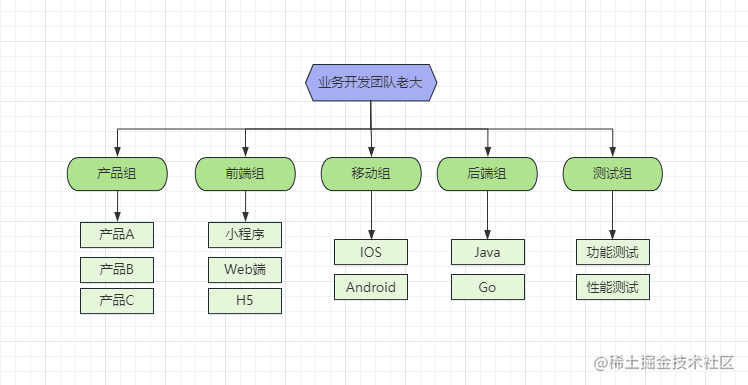 业务开发团队老大
产品组
前端组
移动组
后端组
测试组
产品A
小程序
IOS
Java
功能测试
产品B
Web端
Android
Go
性能测试
产品C
H5
@稀土掘金技术社区